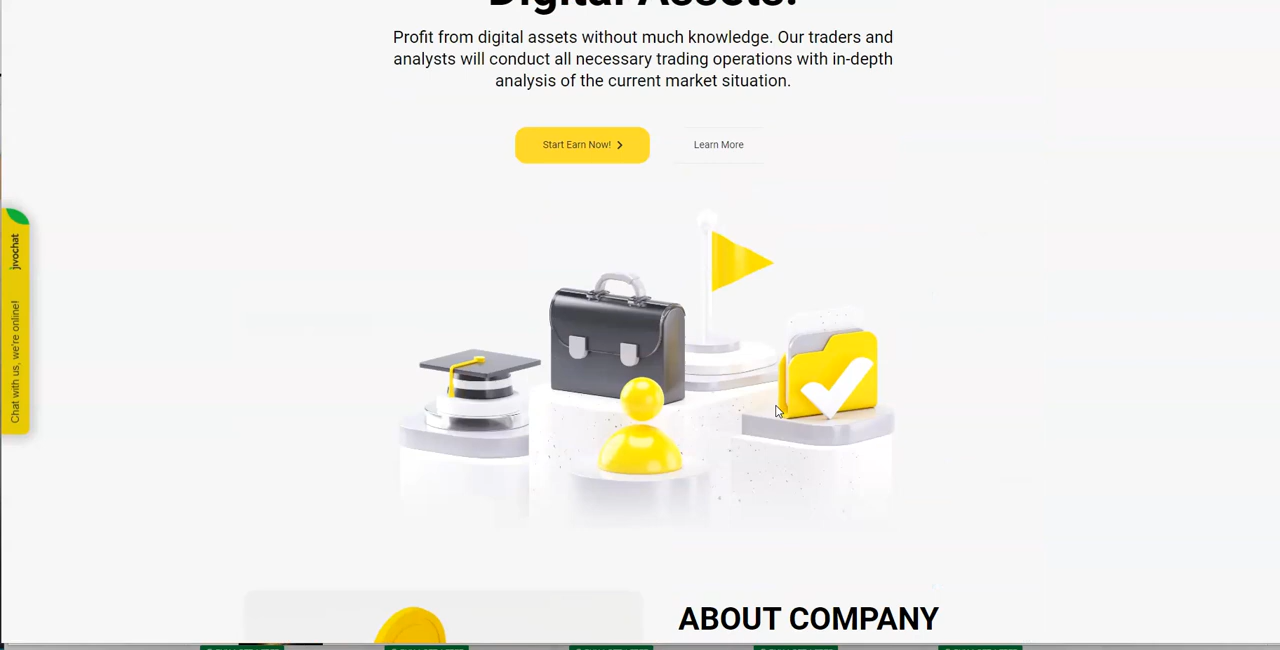 Digital Assets!
Profit from digital assets without much knowledge. Our traders and
analysts will conduct all necessary trading operations with in-depth
analysis of the current market situation.
Start Earn Now!
Learn More
Chat with us, we're online!
jivochat
ABOUT COMPANY